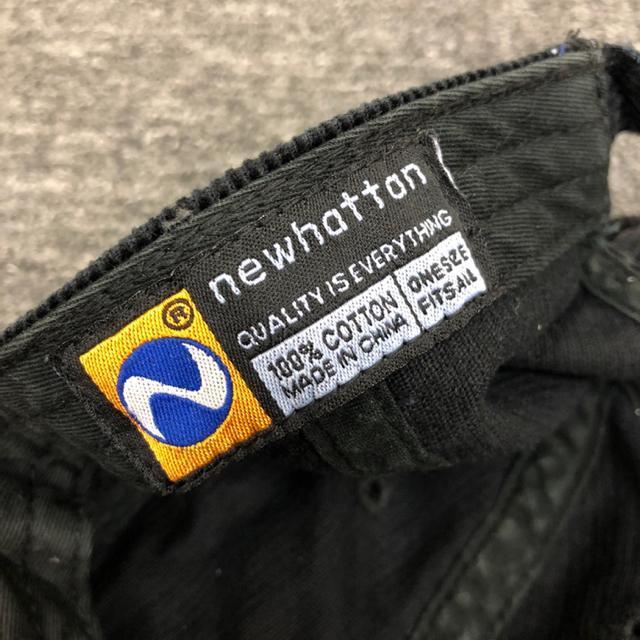 newhattan
QUALITY IS EVERYTHING
100% COTTON
MADE IN CHINA
ONE SIZE
FITS ALL
®